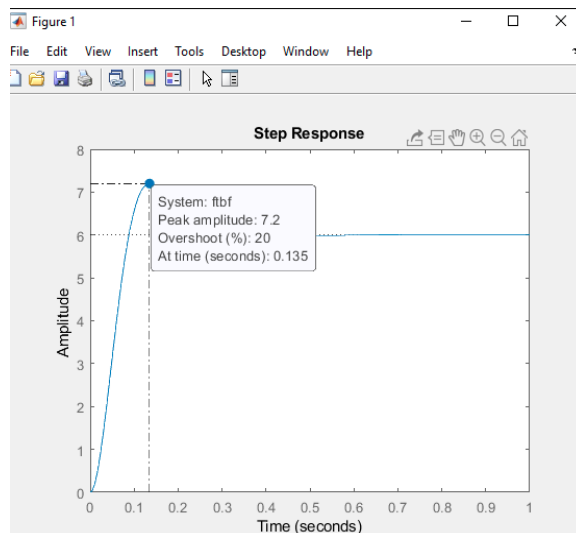 Figure 1
File Edit View Insert Tools Desktop Window Help
Step Response
8
7
6
5
4
3
2
1
0
Amplitude
System: ftbf
Peak amplitude: 7.2
Overshoot (%): 20
At time (seconds): 0.135
0 0.1 0.2 0.3 0.4 0.5 0.6 0.7 0.8 0.9 1
Time (seconds)